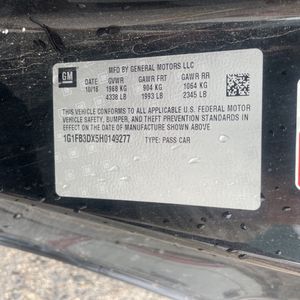 GM
MFD BY GENERAL MOTORS LLC
DATE GVWR GAWR FRT GAWR RR
10/16 1968 KG 904 KG 1064 KG
4338 LB 1993 LB 2345 LB
THIS VEHICLE CONFORMS TO ALL APPLICABLE U.S. FEDERAL MOTOR
VEHICLE SAFETY, BUMPER, AND THEFT PREVENTION STANDARDS IN
EFFECT ON THE DATE OF MANUFACTURE SHOWN ABOVE.
1G1FB3DX5H0149277 TYPE: PASS CAR